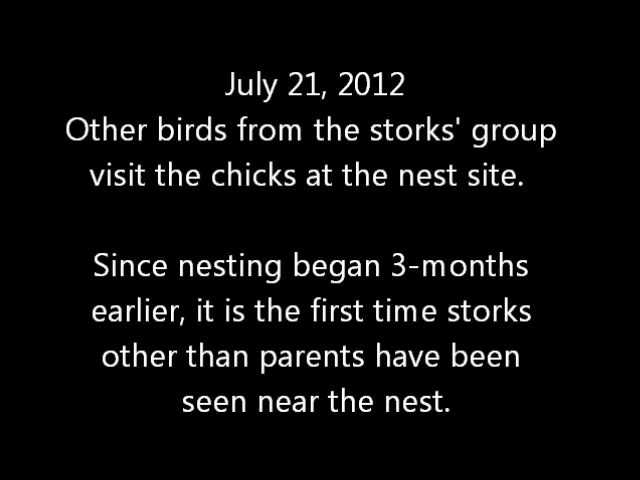 July 21, 2012
Other birds from the storks' group
visit the chicks at the nest site.
Since nesting began 3-months
earlier, it is the first time storks
other than parents have been
seen near the nest.